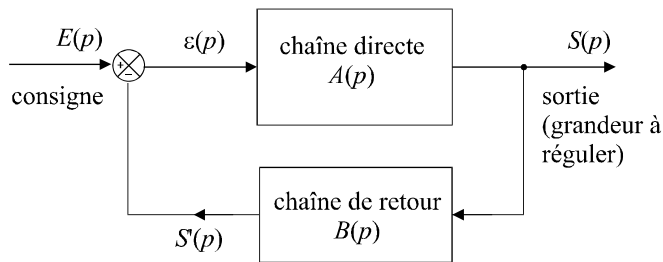 E(p)
ε(p)
chaîne directe
A(p)
S(p)
+
−
consigne
sortie
(grandeur à
réguler)
chaîne de retour
B(p)
S'(p)